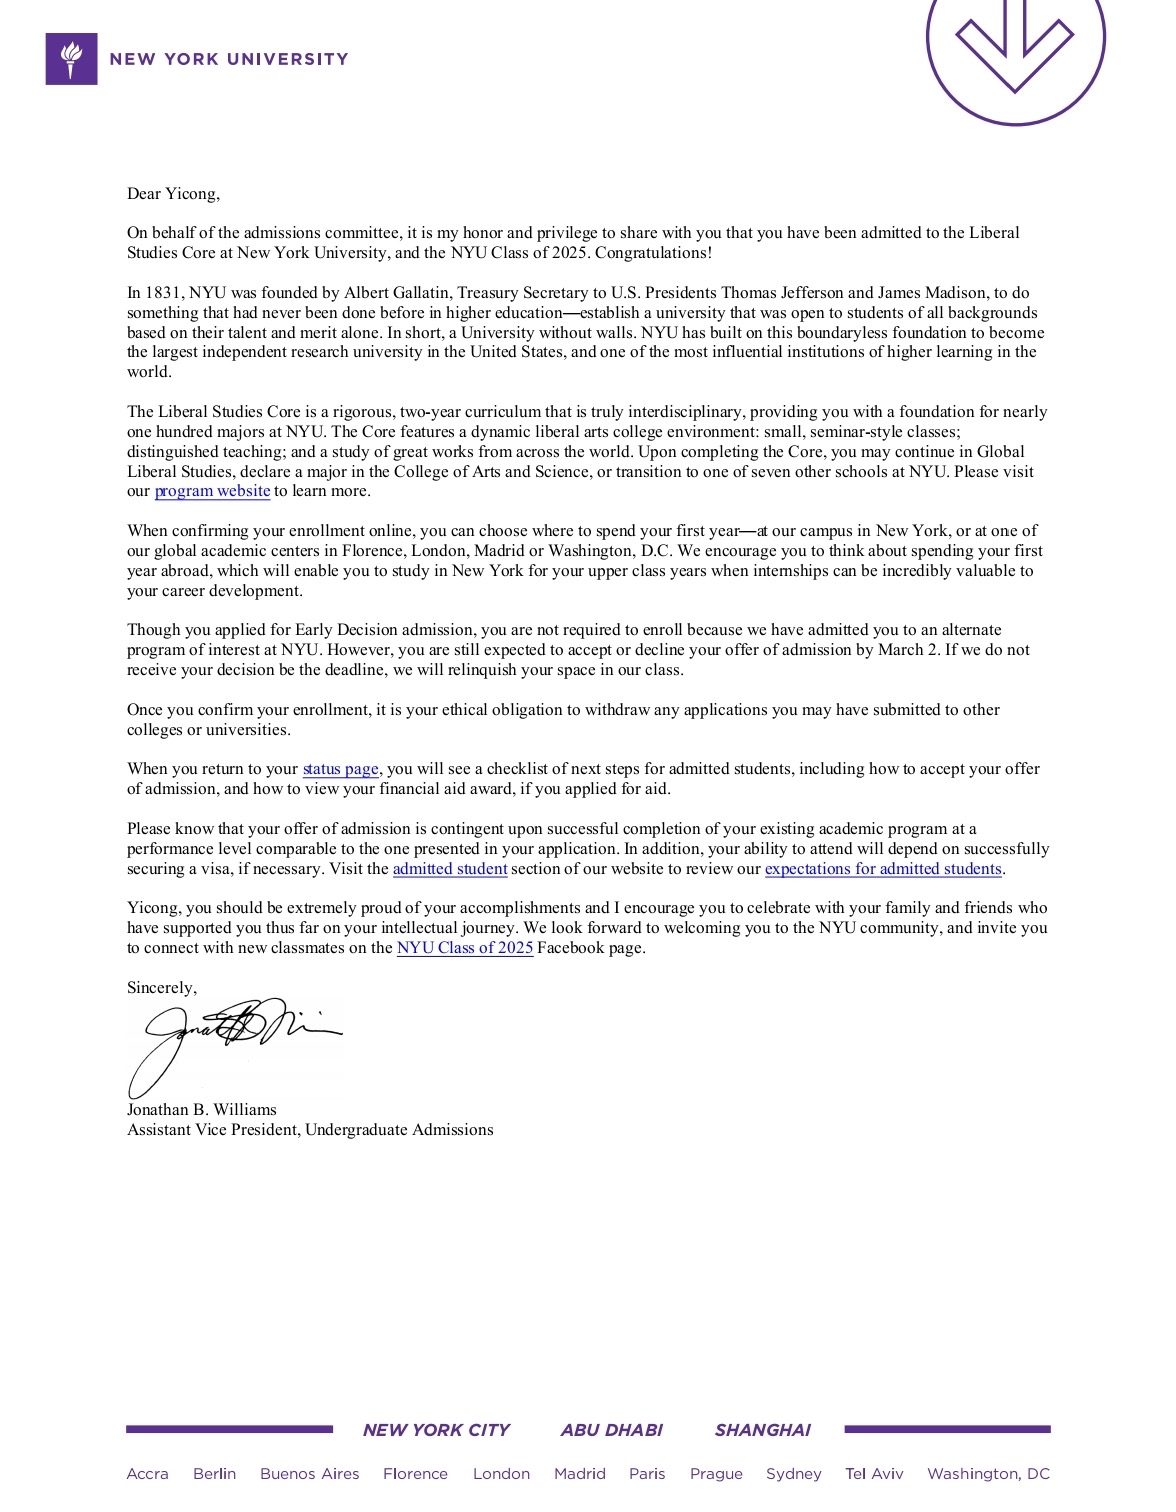 NEW YORK UNIVERSITY
Dear Yicong,
On behalf of the admissions committee, it is my honor and privilege to share with you that you have been admitted to the Liberal
Studies Core at New York University, and the NYU Class of 2025. Congratulations!
In 1831, NYU was founded by Albert Gallatin, Treasury Secretary to U.S. Presidents Thomas Jefferson and James Madison, to do
something that had never been done before in higher education—establish a university that was open to students of all backgrounds
based on their talent and merit alone. In short, a University without walls. NYU has built on this boundaryless foundation to become
the largest independent research university in the United States, and one of the most influential institutions of higher learning in the
world.
The Liberal Studies Core is a rigorous, two-year curriculum that is truly interdisciplinary, providing you with a foundation for nearly
one hundred majors at NYU. The Core features a dynamic liberal arts college environment: small, seminar-style classes;
distinguished teaching; and a study of great works from across the world. Upon completing the Core, you may continue in Global
Liberal Studies, declare a major in the College of Arts and Science, or transition to one of seven other schools at NYU. Please visit
our program website to learn more.
When confirming your enrollment online, you can choose where to spend your first year—at our campus in New York, or at one of
our global academic centers in Florence, London, Madrid or Washington, D.C. We encourage you to think about spending your first
year abroad, which will enable you to study in New York for your upper class years when internships can be incredibly valuable to
your career development.
Though you applied for Early Decision admission, you are not required to enroll because we have admitted you to an alternate
program of interest at NYU. However, you are still expected to accept or decline your offer of admission by March 2. If we do not
receive your decision be the deadline, we will relinquish your space in our class.
Once you confirm your enrollment, it is your ethical obligation to withdraw any applications you may have submitted to other
colleges or universities.
When you return to your status page, you will see a checklist of next steps for admitted students, including how to accept your offer
of admission, and how to view your financial aid award, if you applied for aid.
Please know that your offer of admission is contingent upon successful completion of your existing academic program at a
performance level comparable to the one presented in your application. In addition, your ability to attend will depend on successfully
securing a visa, if necessary. Visit the admitted student section of our website to review our expectations for admitted students.
Yicong, you should be extremely proud of your accomplishments and I encourage you to celebrate with your family and friends who
have supported you thus far on your intellectual journey. We look forward to welcoming you to the NYU community, and invite you
to connect with new classmates on the NYU Class of 2025 Facebook page.
Sincerely,
Jonathan B. Williams
Assistant Vice President, Undergraduate Admissions
NEW YORK CITY ABU DHABI SHANGHAI
Accra Berlin Buenos Aires Florence London Madrid Paris Prague Sydney Tel Aviv Washington, DC